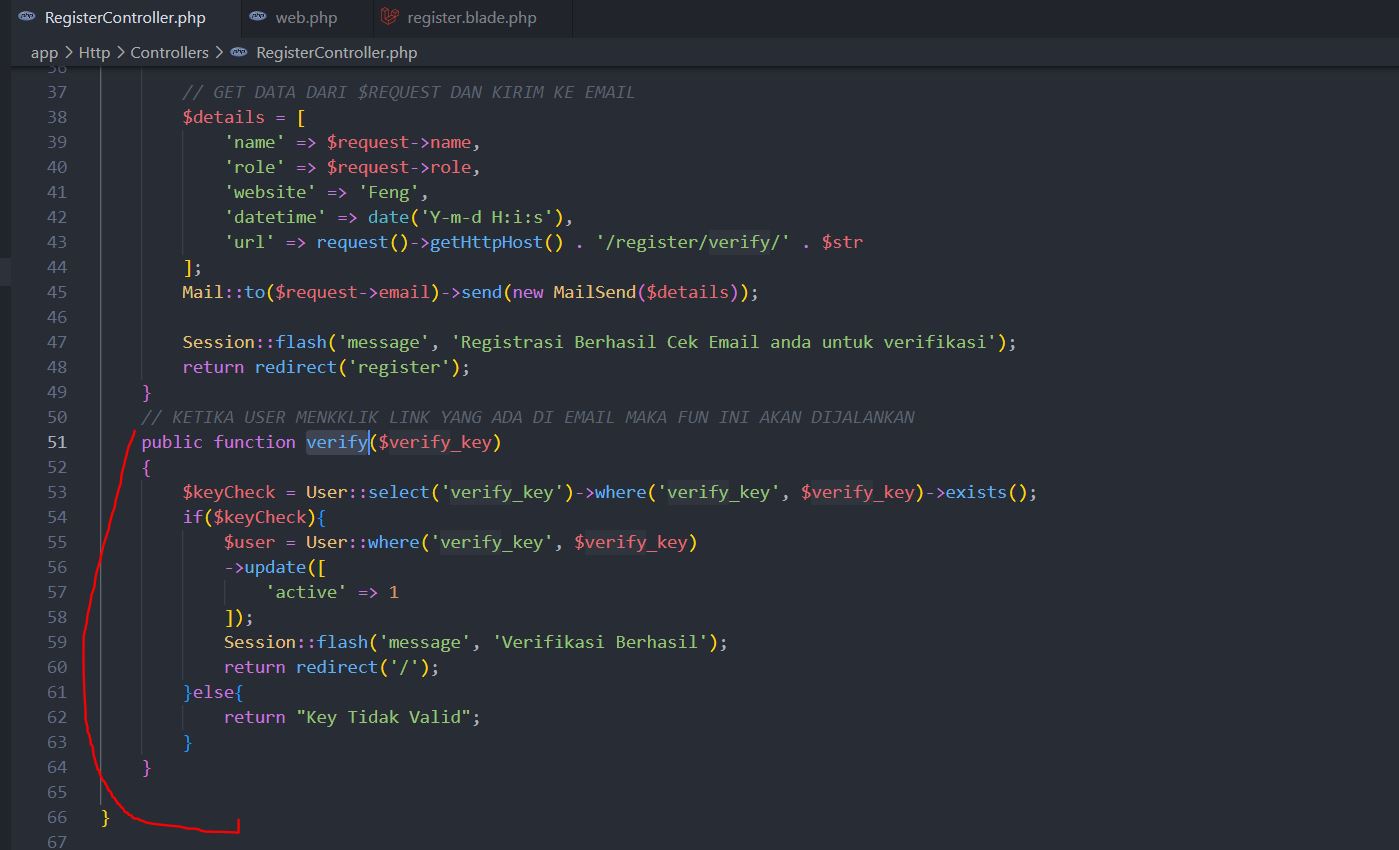 RegisterController.php web.php register.blade.php
app > Http > Controllers > RegisterController.php
36
37 // GET DATA DARI $REQUEST DAN KIRIM KE EMAIL
38 $details = [
39 'name' => $request->name,
40 'role' => $request->role,
41 'website' => 'Feng',
42 'datetime' => date('Y-m-d H:i:s'),
43 'url' => request()->getHttpHost() . '/register/verify/' . $str
44 ];
45 Mail::to($request->email)->send(new MailSend($details));
46
47 Session::flash('message', 'Registrasi Berhasil Cek Email anda untuk verifikasi');
48 return redirect('register');
49 }
50 // KETIKA USER MENKKLIK LINK YANG ADA DI EMAIL MAKA FUN INI AKAN DIJALANKAN
51 public function verify($verify_key)
52 {
53 $keyCheck = User::select('verify_key')->where('verify_key', $verify_key)->exists();
54 if($keyCheck){
55 $user = User::where('verify_key', $verify_key)
56 ->update([
57 'active' => 1
58 ]);
59 Session::flash('message', 'Verifikasi Berhasil');
60 return redirect('/');
61 }else{
62 return "Key Tidak Valid";
63 }
64 }
65
66 }
67